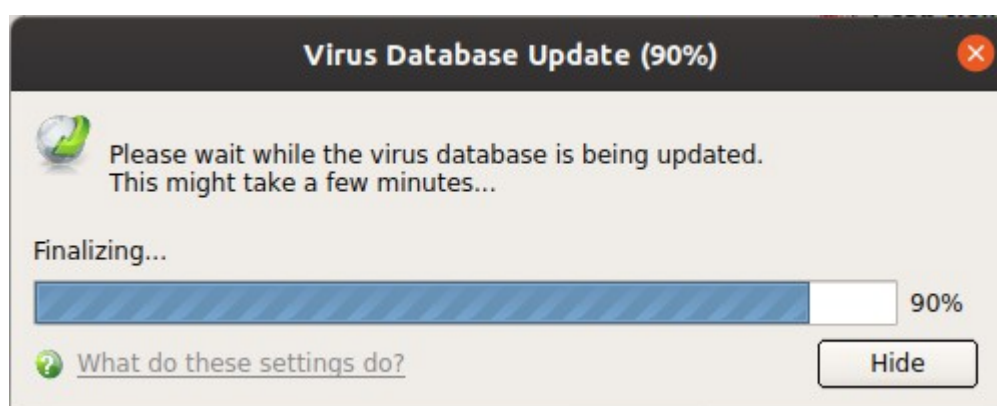 Virus Database Update (90%)
Please wait while the virus database is being updated.
This might take a few minutes...
Finalizing...
90%
What do these settings do?
Hide